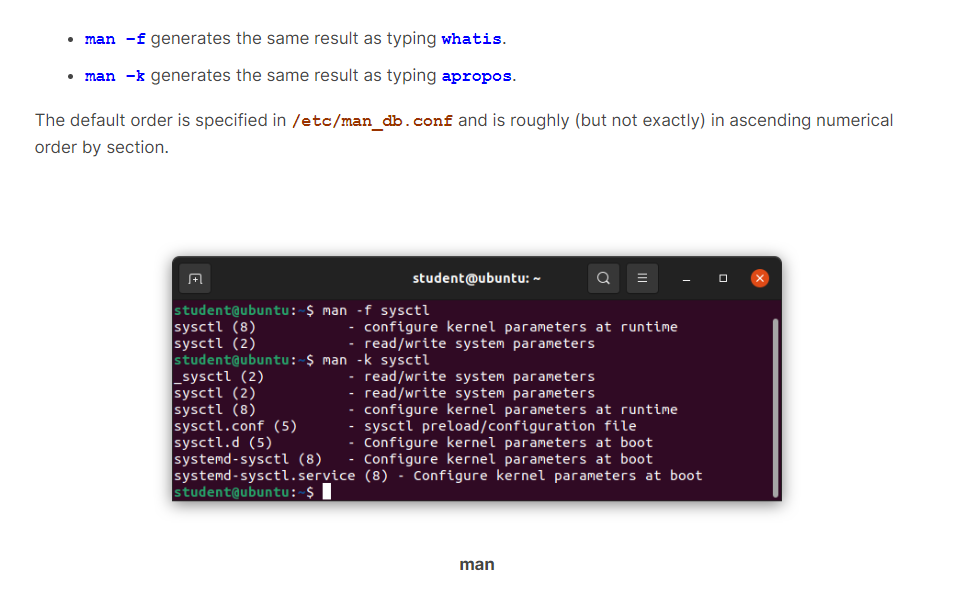 • man -f generates the same result as typing whatis.
• man -k generates the same result as typing apropos.
The default order is specified in /etc/man_db.conf and is roughly (but not exactly) in ascending numerical
order by section.
student@ubuntu: ~
student@ubuntu:~$ man -f sysctl
sysctl (8)           - configure kernel parameters at runtime
sysctl (2)           - read/write system parameters
student@ubuntu:~$ man -k sysctl
_sysctl (2)          - read/write system parameters
sysctl (2)           - read/write system parameters
sysctl (8)           - configure kernel parameters at runtime
sysctl.conf (5)      - sysctl preload/configuration file
sysctl.d (5)         - Configure kernel parameters at boot
systemd-sysctl (8)   - Configure kernel parameters at boot
systemd-sysctl.service (8) - Configure kernel parameters at boot
student@ubuntu:~$
man